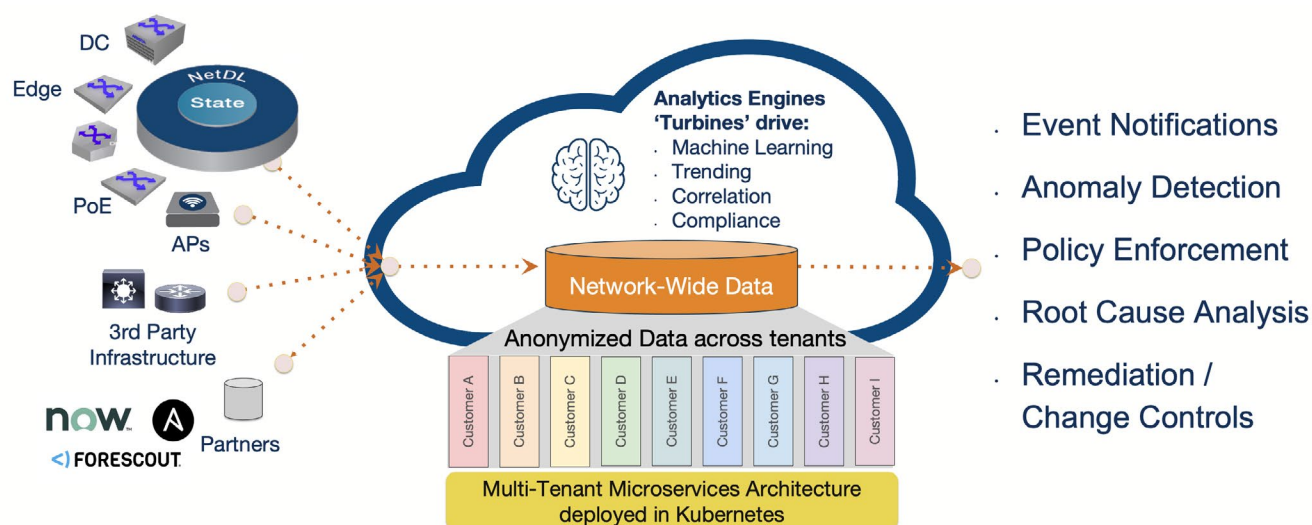 DC
Edge
NetDL
State
PoE
APs
3rd Party
Infrastructure
now
FORESCOUT
Partners
Analytics Engines
‘Turbines’ drive:
· Machine Learning
· Trending
· Correlation
· Compliance
Network-Wide Data
Anonymized Data across tenants
Customer A
Customer B
Customer C
Customer D
Customer E
Customer F
Customer G
Customer H
Customer I
Multi-Tenant Microservices Architecture
deployed in Kubernetes
· Event Notifications
· Anomaly Detection
· Policy Enforcement
· Root Cause Analysis
· Remediation /
Change Controls